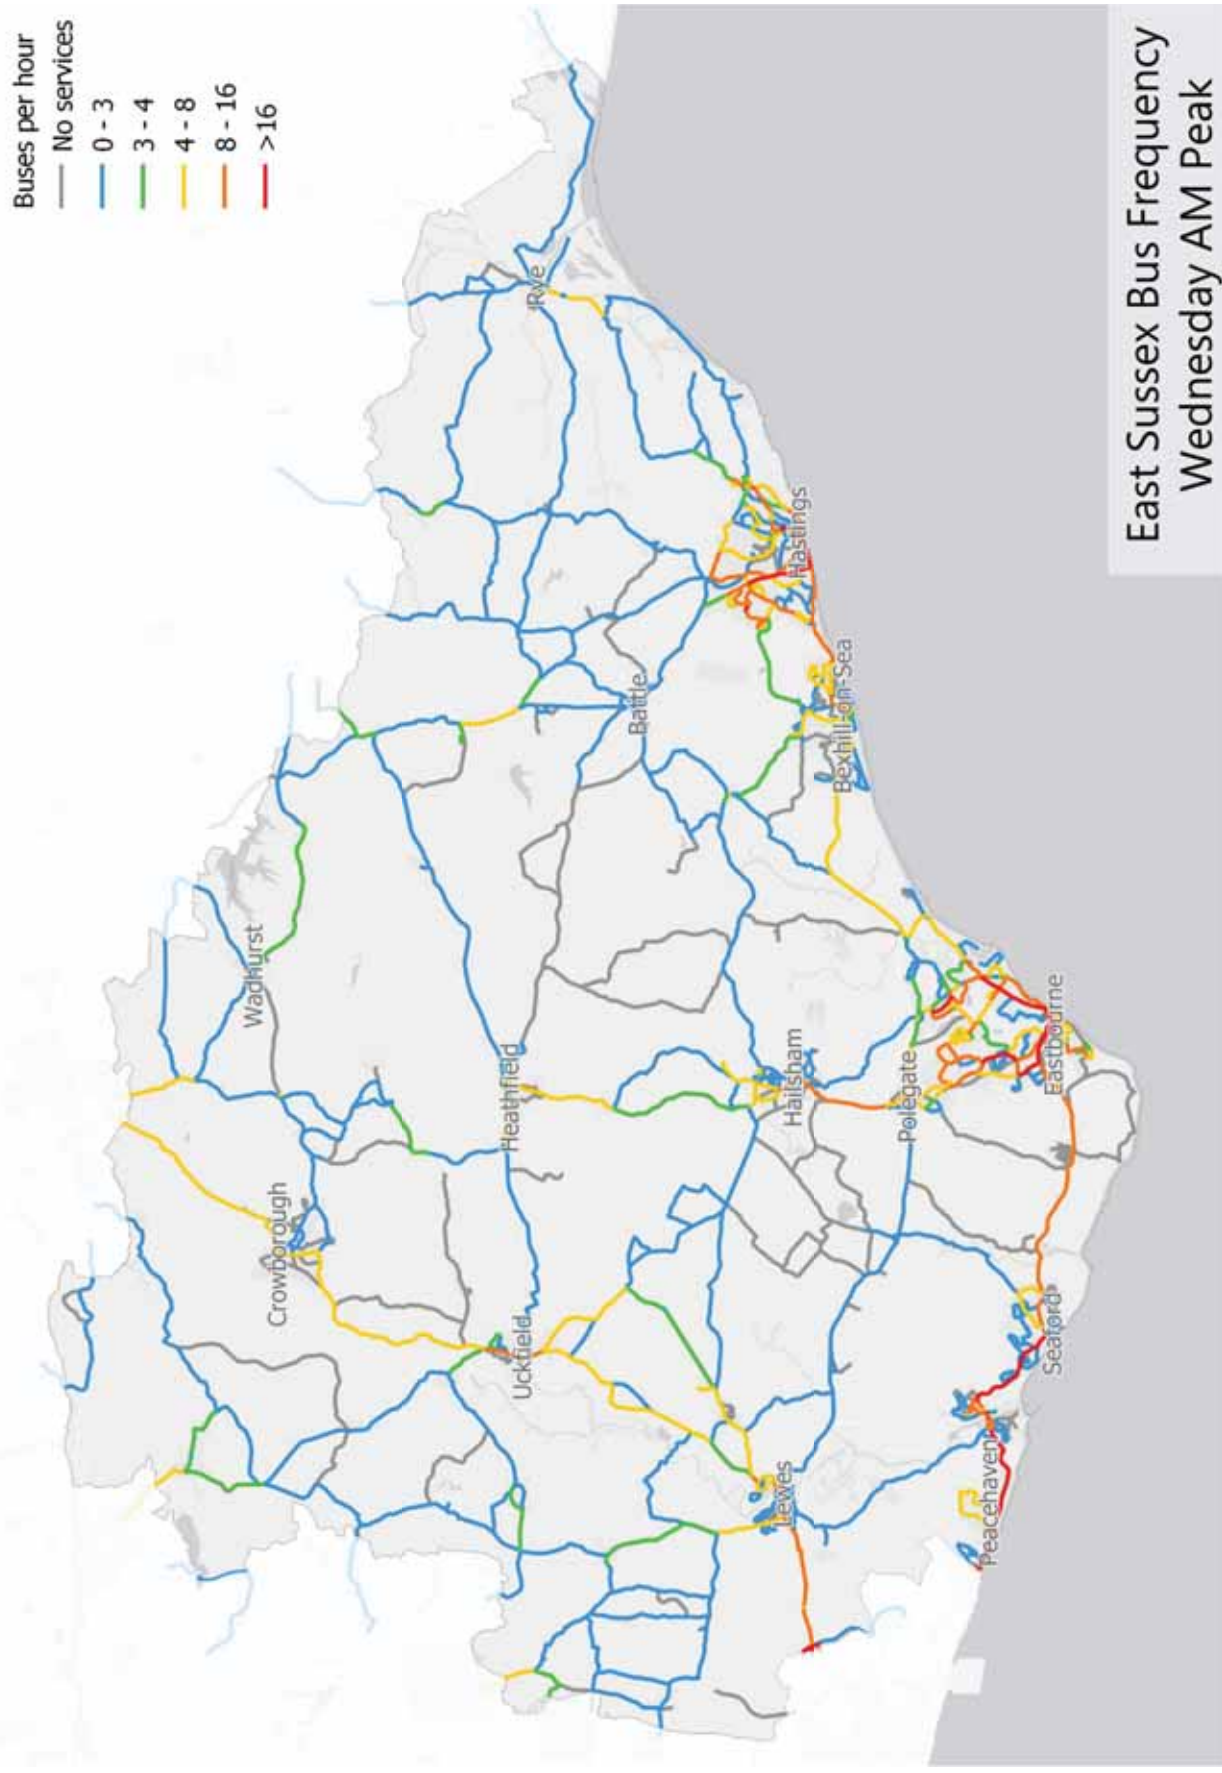 Buses per hour
No services
0 - 3
3 - 4
4 - 8
8 - 16
>16
Wadhurst
Crowborough
Rye
Heathfield
Uckfield
Battle
Hastings
Bexhill-on-Sea
Hailsham
Lewes
Polegate
Eastbourne
Seaford
Peacehaven
East Sussex Bus Frequency
Wednesday AM Peak